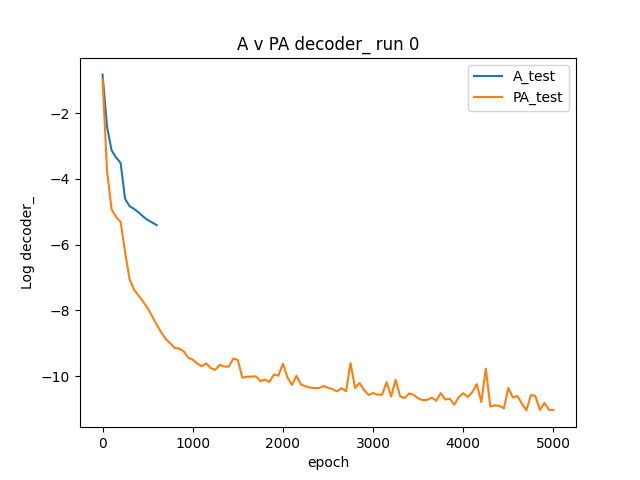 A v PA decoder_ run 0
A_test
PA_test
Log decoder_
−2
−4
−6
−8
−10
0
1000
2000
3000
4000
5000
epoch